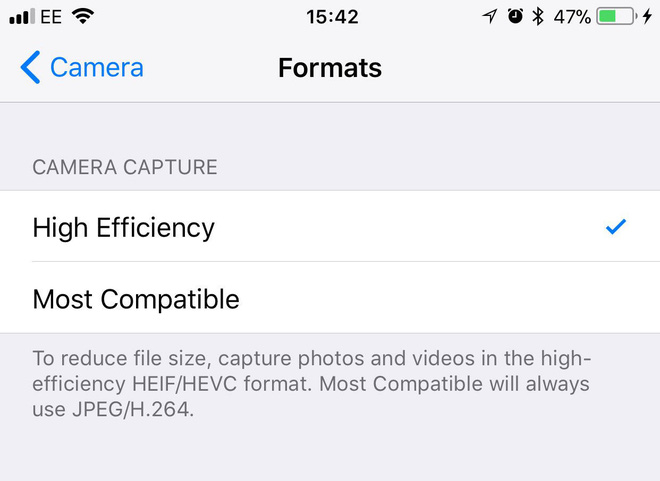 EE 15:42 47%
Camera Formats
CAMERA CAPTURE
High Efficiency
Most Compatible
To reduce file size, capture photos and videos in the high-
efficiency HEIF/HEVC format. Most Compatible will always
use JPEG/H.264.